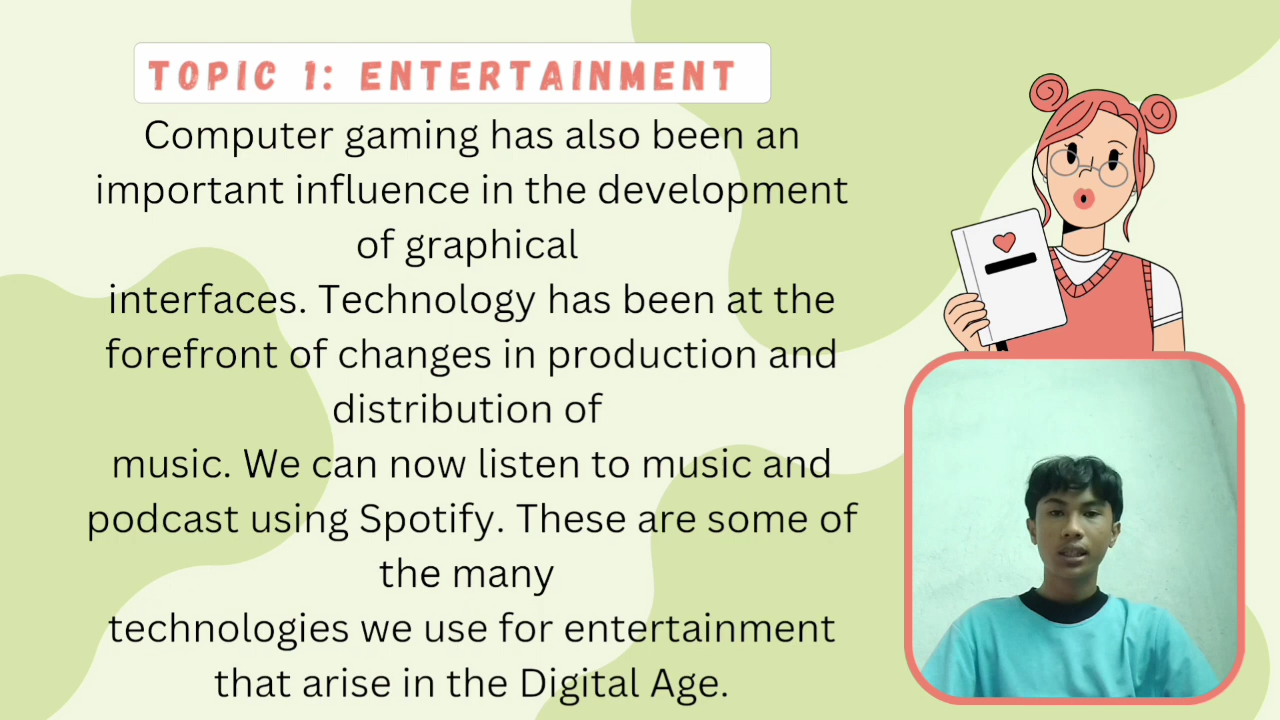 TOPIC 1: ENTERTAINMENT
Computer gaming has also been an
important influence in the development
of graphical
interfaces. Technology has been at the
forefront of changes in production and
distribution of
music. We can now listen to music and
podcast using Spotify. These are some of
the many
technologies we use for entertainment
that arise in the Digital Age.